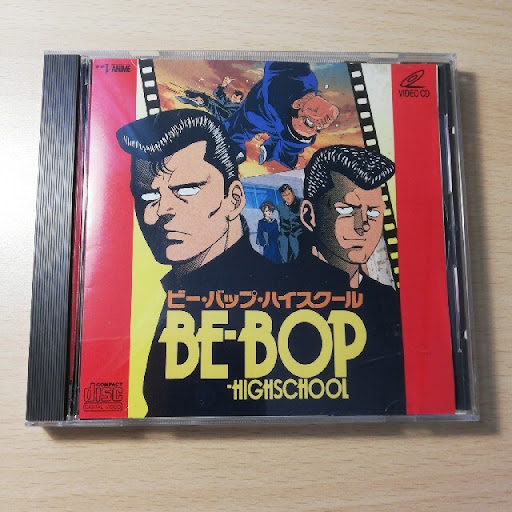 ANIME
VIDEO CD
ビー・バップ・ハイスクール
BE-BOP
-HIGHSCHOOL
COMPACT
disc
DIGITAL VIDEO